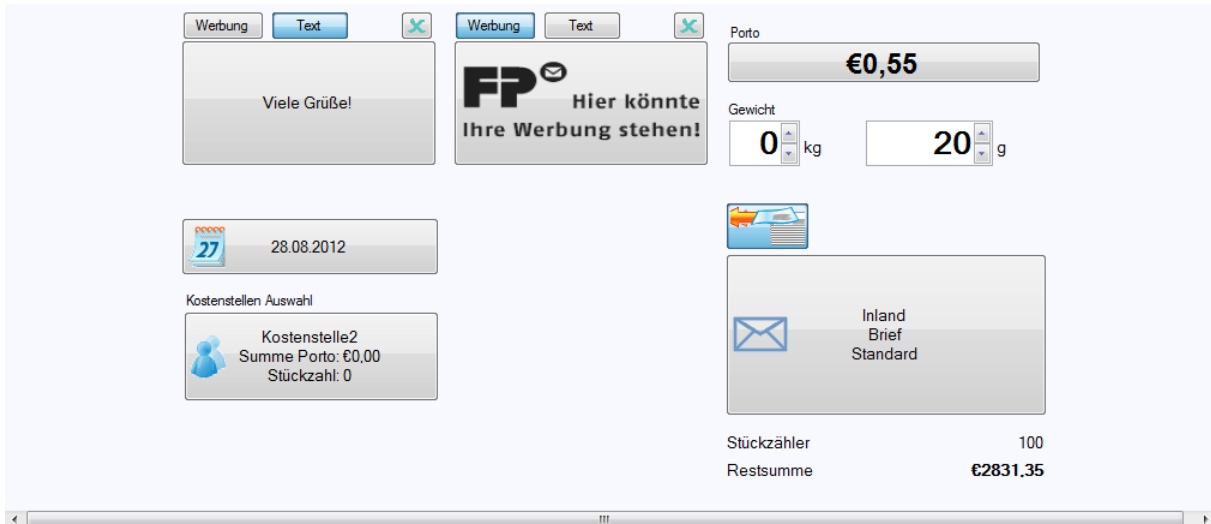 Werbung Text
Viele Grüße!
Werbung Text
FP Hier könnte
Ihre Werbung stehen!
Porto
€0,55
Gewicht
0 kg 20 g
27 28.08.2012
Kostenstellen Auswahl
Kostenstelle2
Summe Porto: €0,00
Stückzahl: 0
Inland
Brief
Standard
Stückzähler 100
Restsumme €2831,35